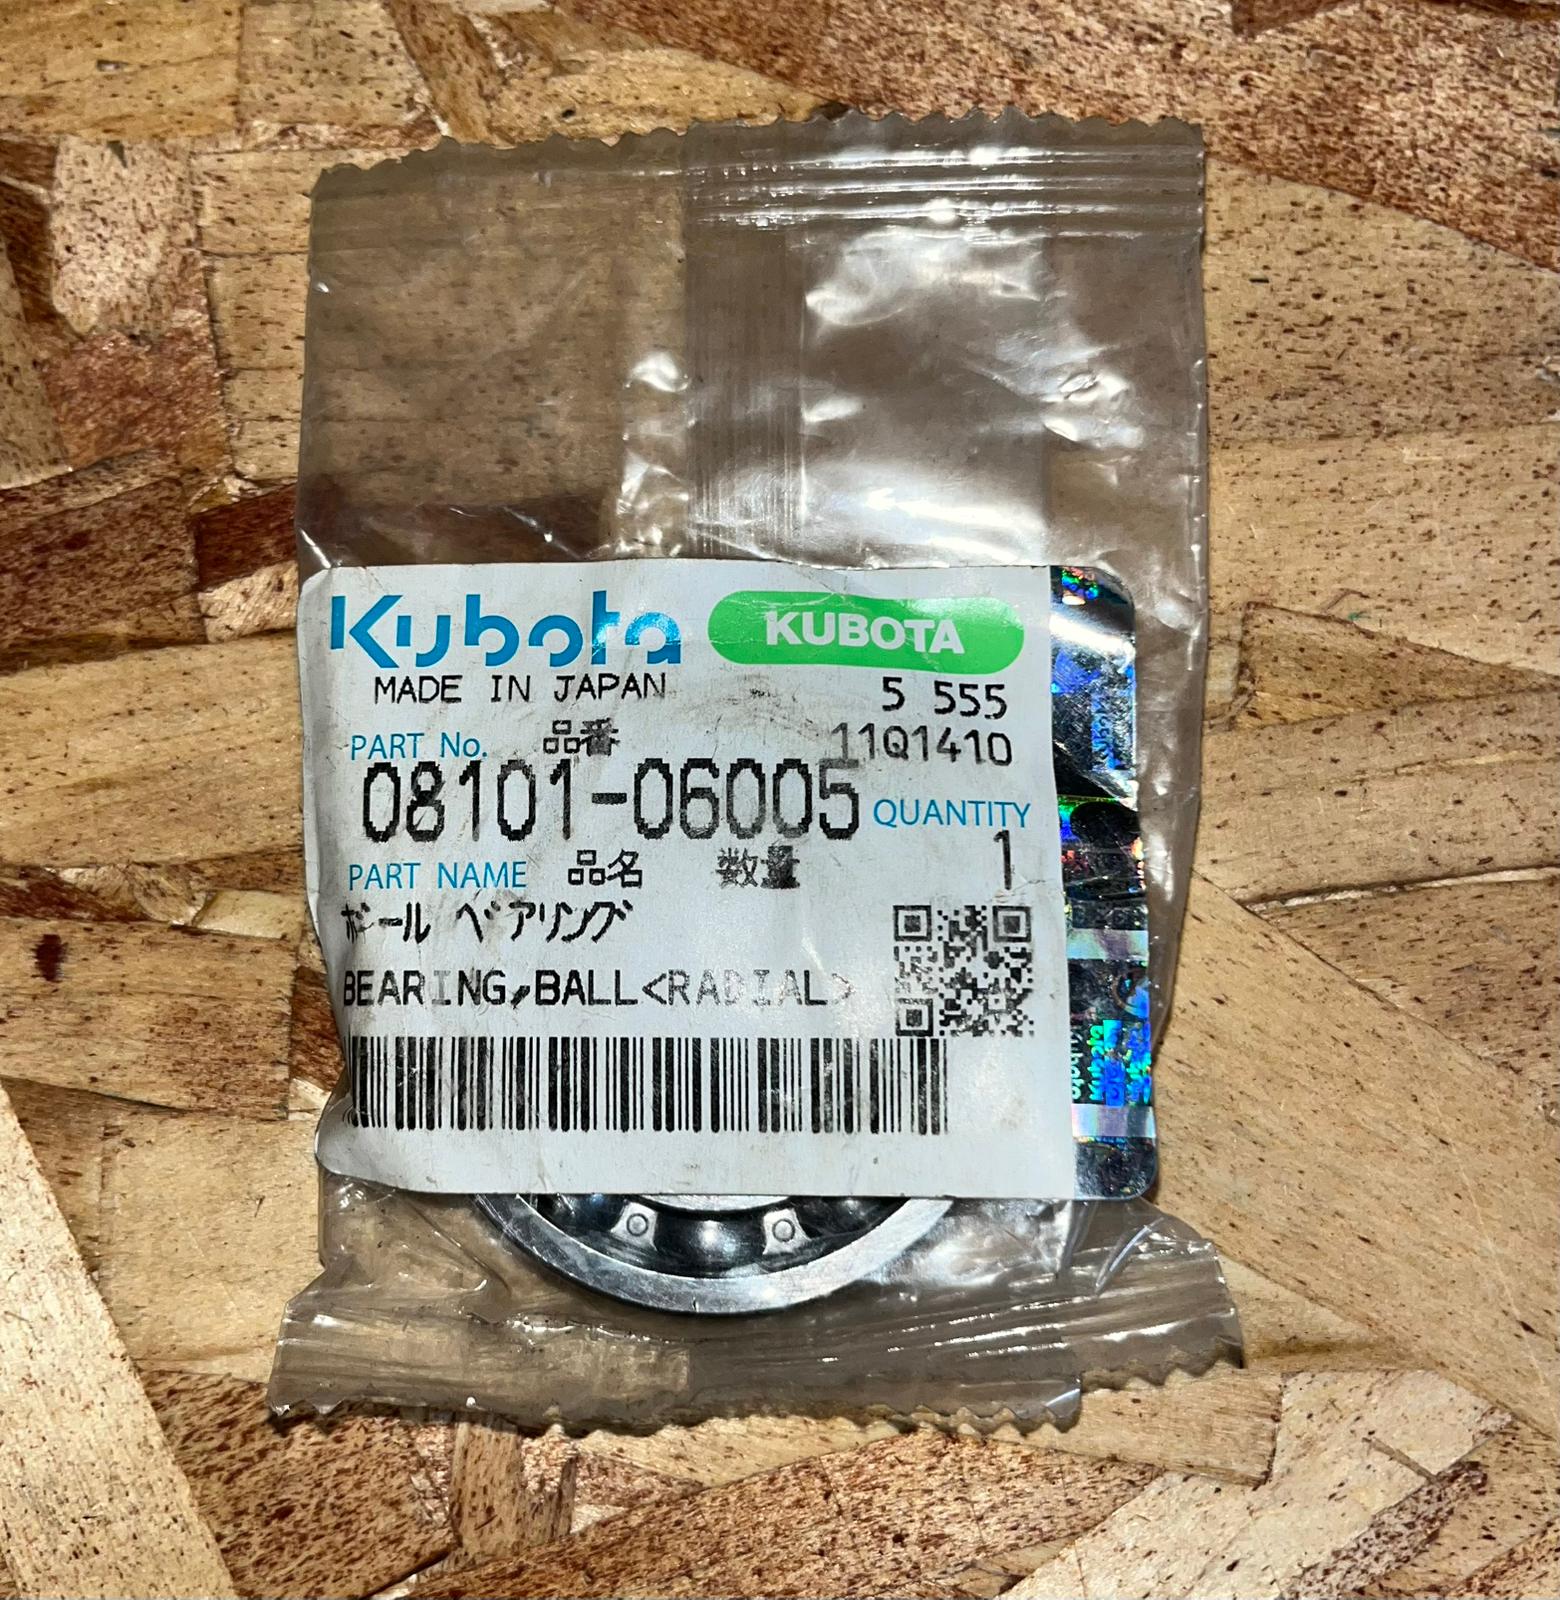 Kubota KUBOTA
MADE IN JAPAN 5 555
PART No. 品番 11Q1410
08101-06005 QUANTITY
1
PART NAME 品名 数量
ボール ベアリング
BEARING,BALL<RADIAL>